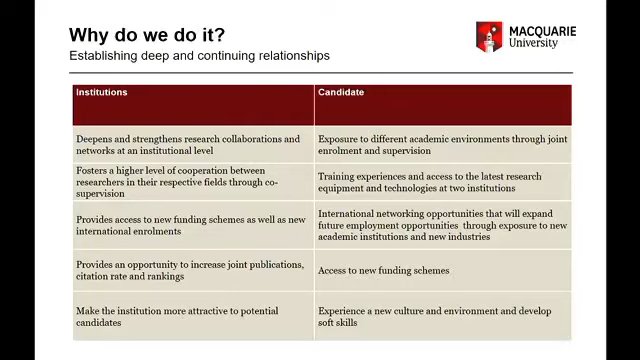 Why do we do it?
Establishing deep and continuing relationships
MACQUARIE
University
Institutions
Candidate
Deepens and strengthens research collaborations and
networks at an institutional level
Exposure to different academic environments through joint
enrolment and supervision
Fosters a higher level of cooperation between
researchers in their respective fields through co-
supervision
Training experiences and access to the latest research
equipment and technologies at two institutions
Provides access to new funding schemes as well as new
international enrolments
International networking opportunities that will expand
future employment opportunities through exposure to new
academic institutions and new industries
Provides an opportunity to increase joint publications,
citation rate and rankings
Access to new funding schemes
Make the institution more attractive to potential
candidates
Experience a new culture and environment and develop
soft skills